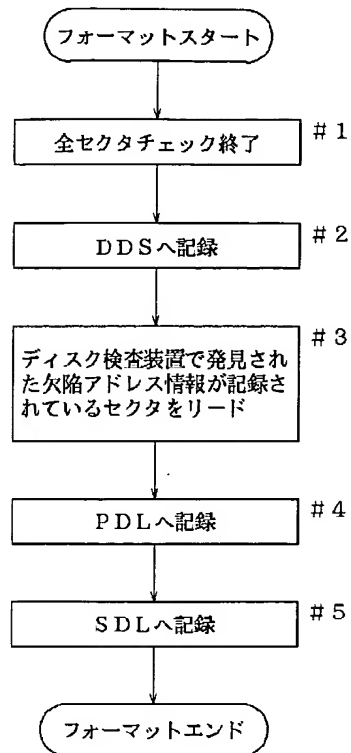 フォーマットスタート
全セクタチェック終了
#1
DDSへ記録
#2
ディスク検査装置で発見され
た欠陥アドレス情報が記録さ
れているセクタをリード
#3
PDLへ記録
#4
SDLへ記録
#5
フォーマットエンド